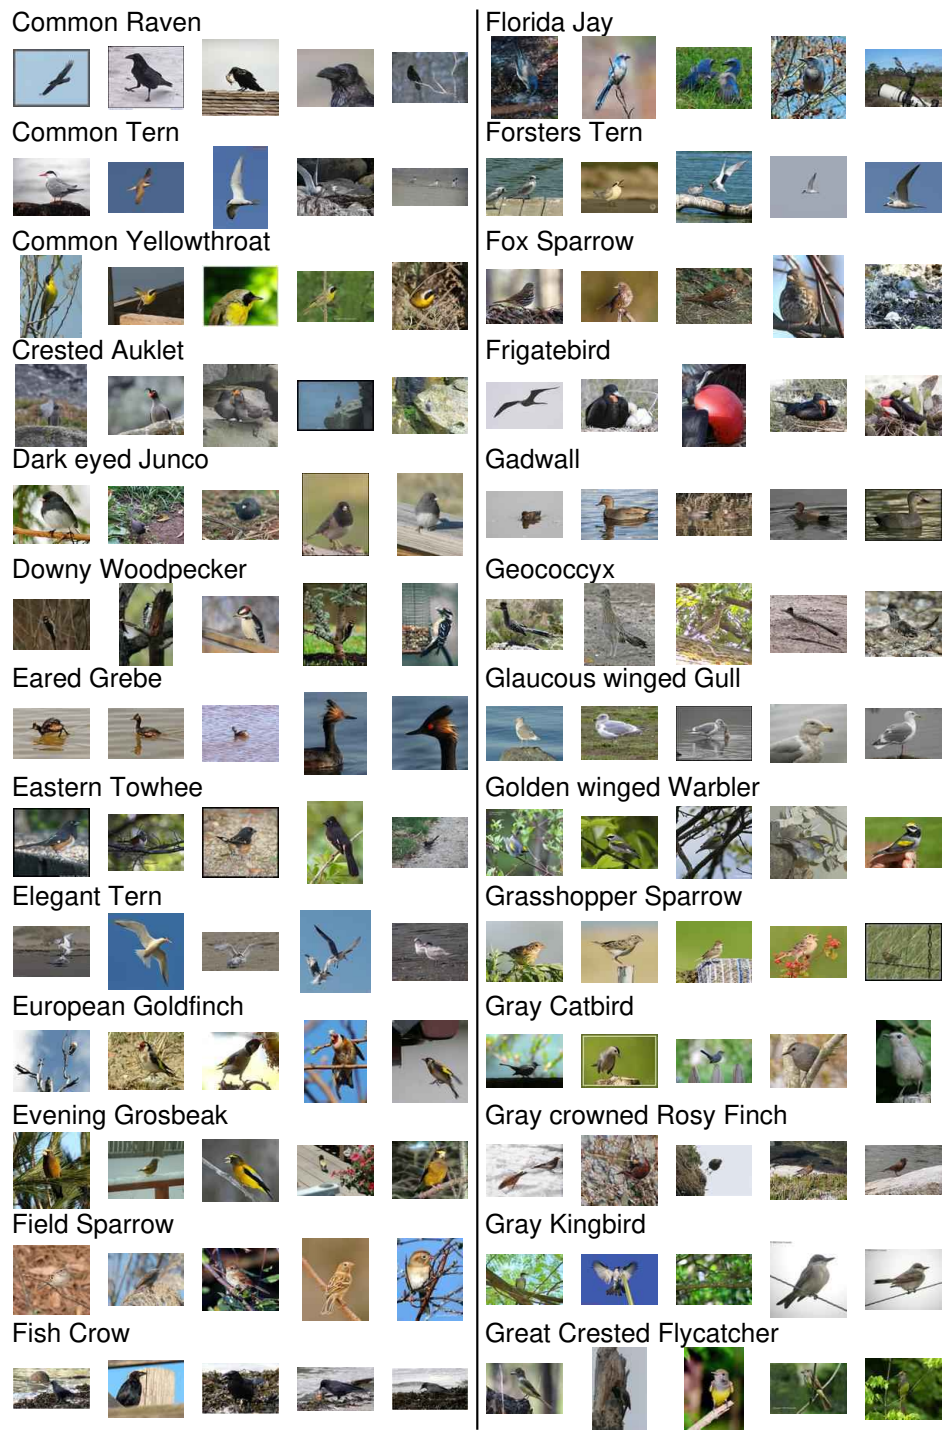 Common Raven
Common Tern
Common Yellowthroat
Crested Auklet
Dark eyed Junco
Downy Woodpecker
Eared Grebe
Eastern Towhee
Elegant Tern
European Goldfinch
Evening Grosbeak
Field Sparrow
Fish Crow
Florida Jay
Forsters Tern
Fox Sparrow
Frigatebird
Gadwall
Geococcyx
Glaucous winged Gull
Golden winged Warbler
Grasshopper Sparrow
Gray Catbird
Gray crowned Rosy Finch
Gray Kingbird
Great Crested Flycatcher